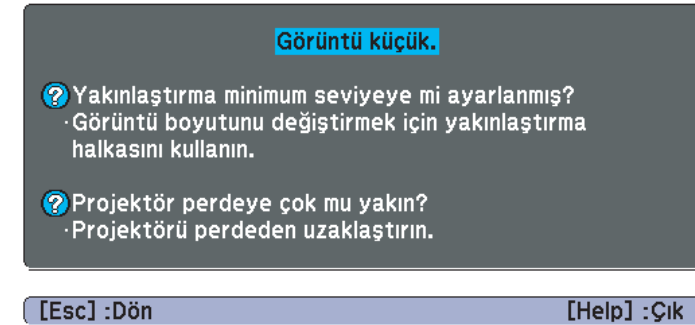 Görüntü küçük.
Yakınlaştırma minimum seviyeye mi ayarlanmış?
·Görüntü boyutunu değiştirmek için yakınlaştırma
halkasını kullanın.
Projektör perdeye çok mu yakın?
·Projektörü perdeden uzaklaştırın.
[Esc] :Dön [Help] :Çık